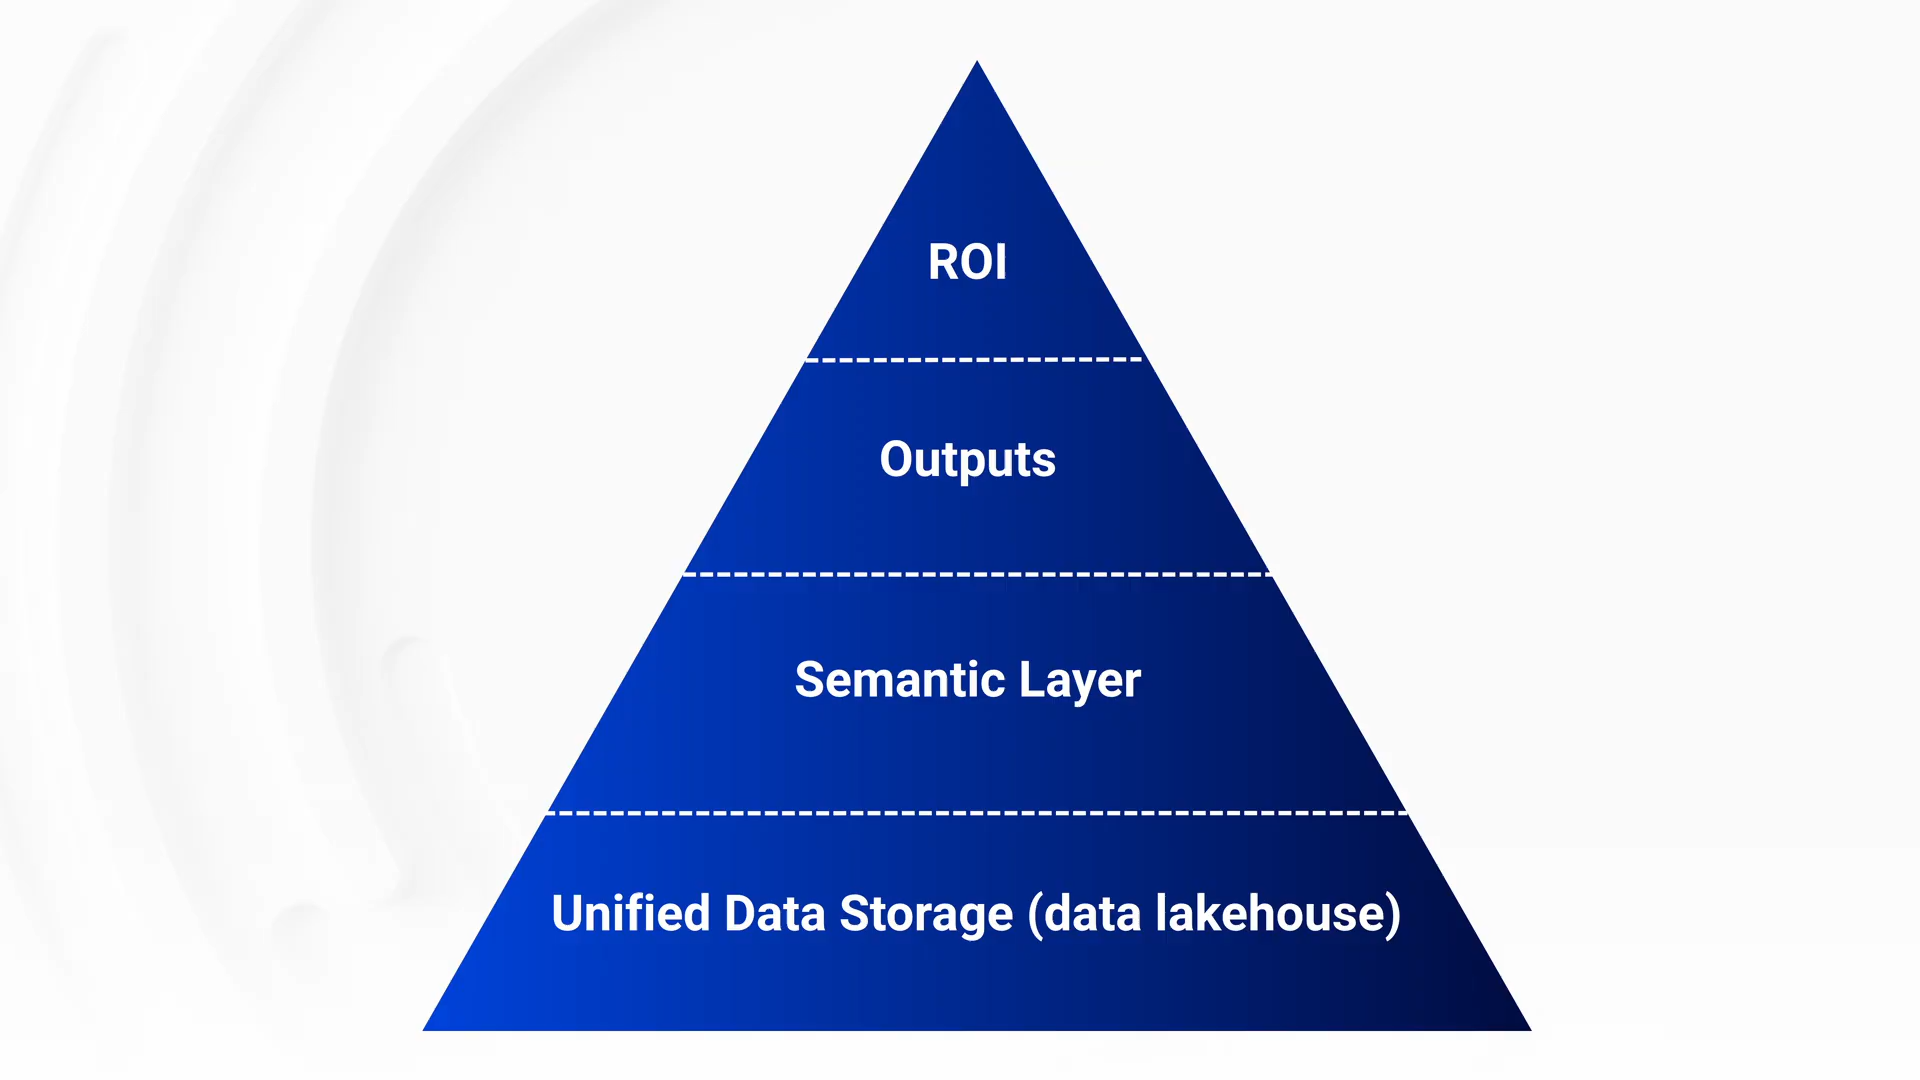 ROI
Outputs
Semantic Layer
Unified Data Storage (data lakehouse)